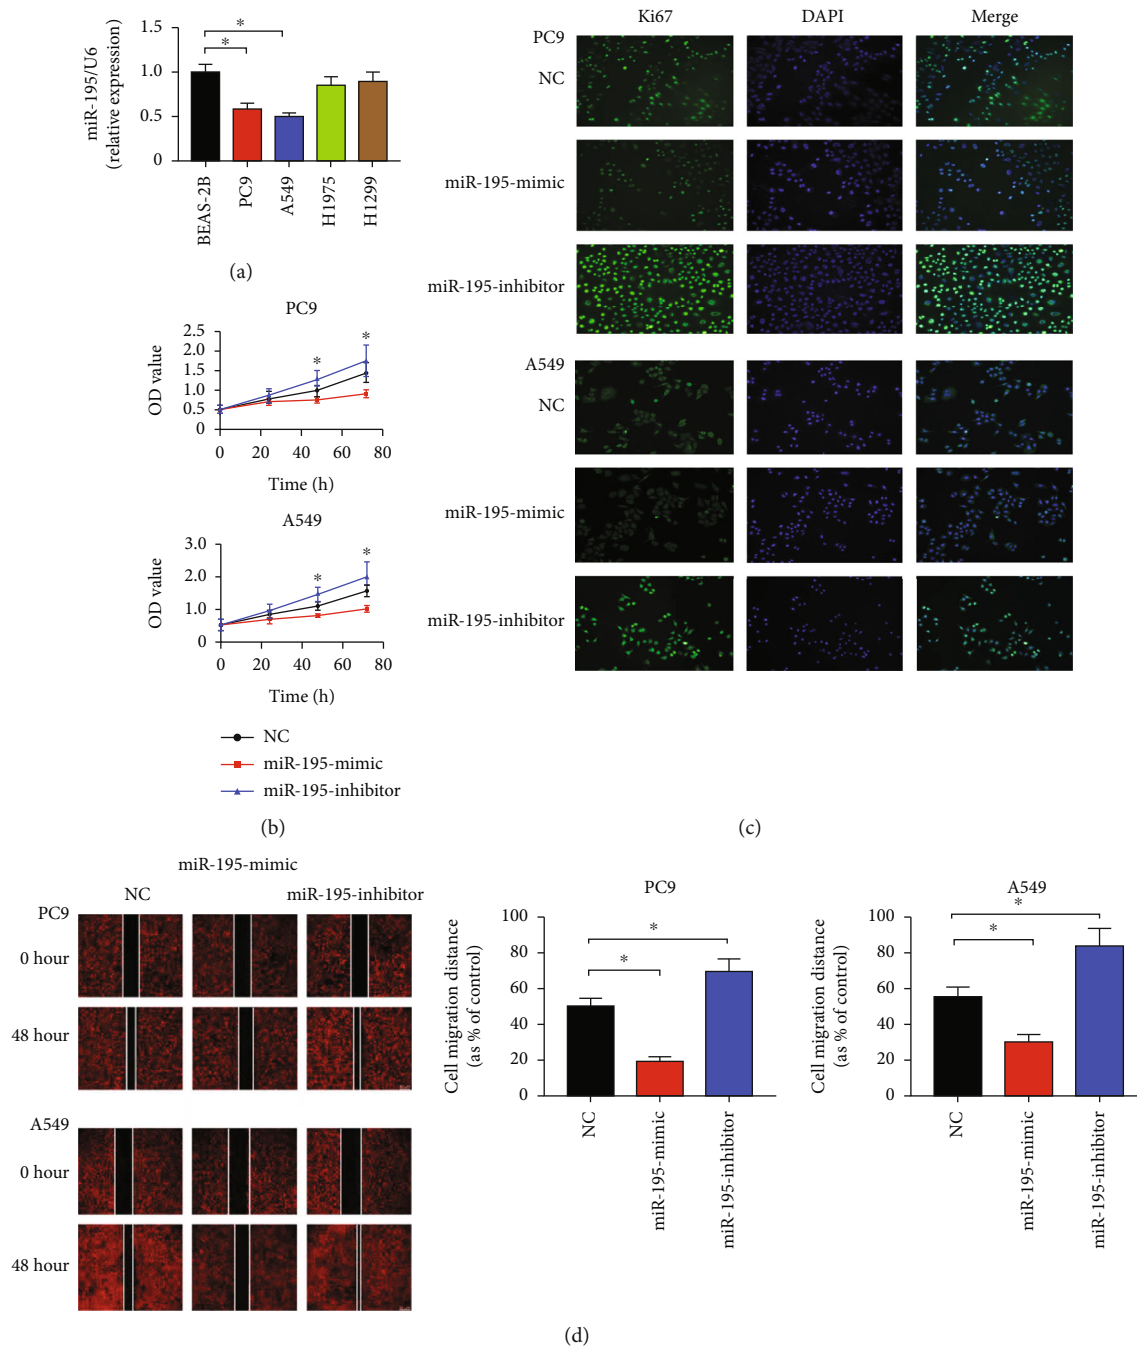 miR-195/U6
(relative expression)
1.5
1.0
0.5
0
*
*
BEAS-2B
PC9
A549
H1975
H1299
(a)
PC9
OD value
2.5
2.0
1.5
1.0
0.5
0
*
*
0 20 40 60 80
Time (h)
A549
OD value
3.0
2.0
1.0
0
*
*
0 20 40 60 80
Time (h)
NC
miR-195-mimic
miR-195-inhibitor
(b)
Ki67 DAPI Merge
PC9
NC
miR-195-mimic
miR-195-inhibitor
A549
NC
miR-195-mimic
miR-195-inhibitor
(c)
miR-195-mimic
NC miR-195-inhibitor
PC9
0 hour
48 hour
A549
0 hour
48 hour
PC9
Cell migration distance
(as % of control)
100
80
60
40
20
0
*
*
NC
miR-195-mimic
miR-195-inhibitor
A549
Cell migration distance
(as % of control)
100
80
60
40
20
0
*
*
NC
miR-195-mimic
miR-195-inhibitor
(d)